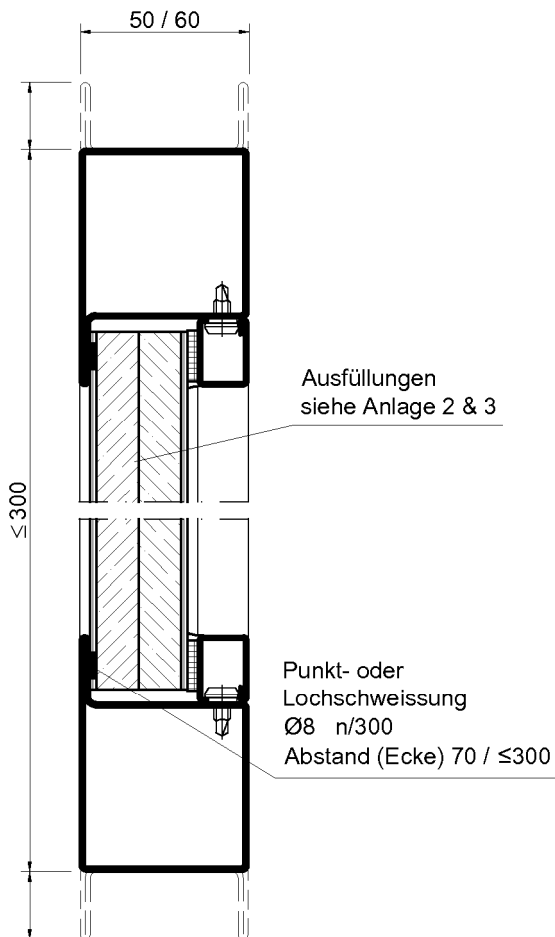 50 / 60
Ausfüllungen
siehe Anlage 2 & 3
≤300
Punkt- oder
Lochschweissung
Ø8 n/300
Abstand (Ecke) 70 / ≤300